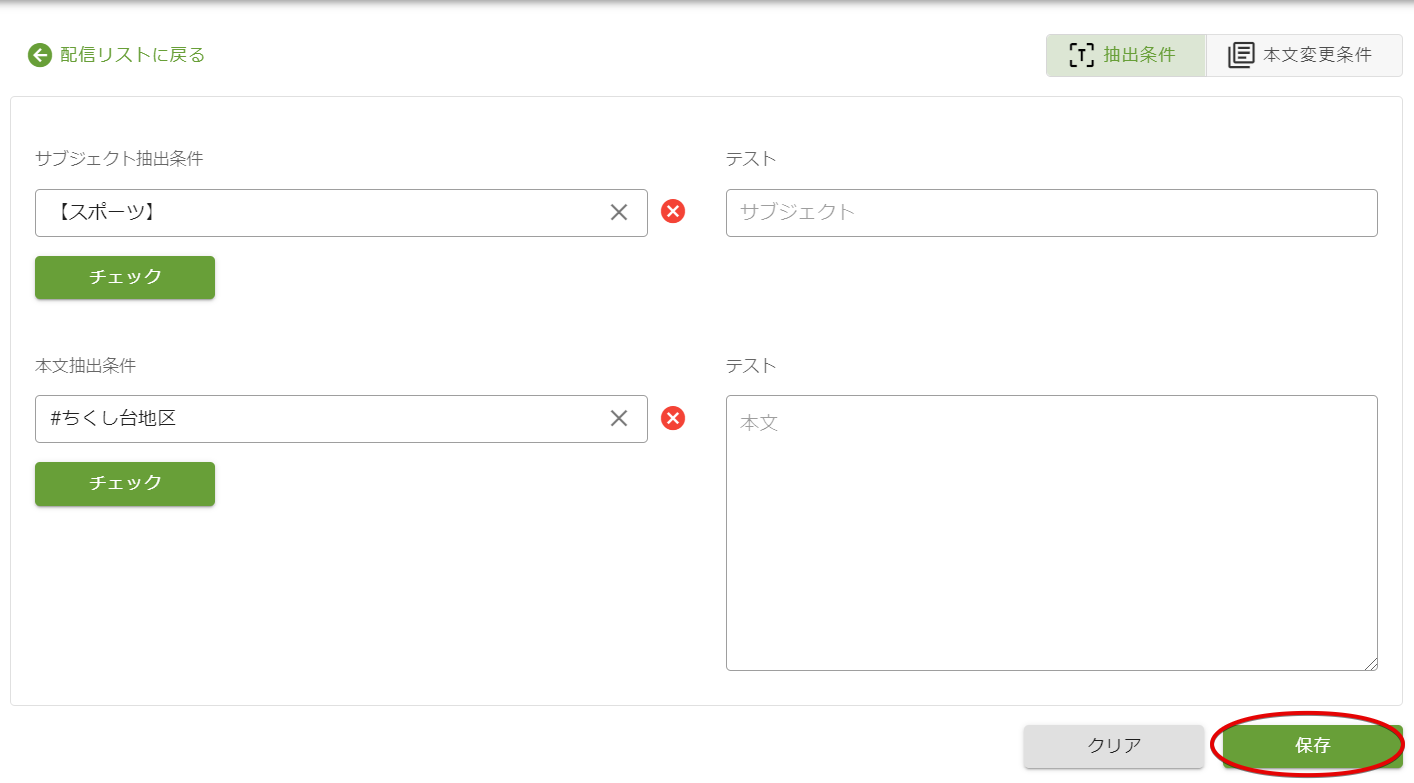 配信リストに戻る
抽出条件
本文変更条件
サブジェクト抽出条件
テスト
【スポーツ】
サブジェクト
チェック
本文抽出条件
テスト
#ちくし台地区
本文
チェック
クリア
保存